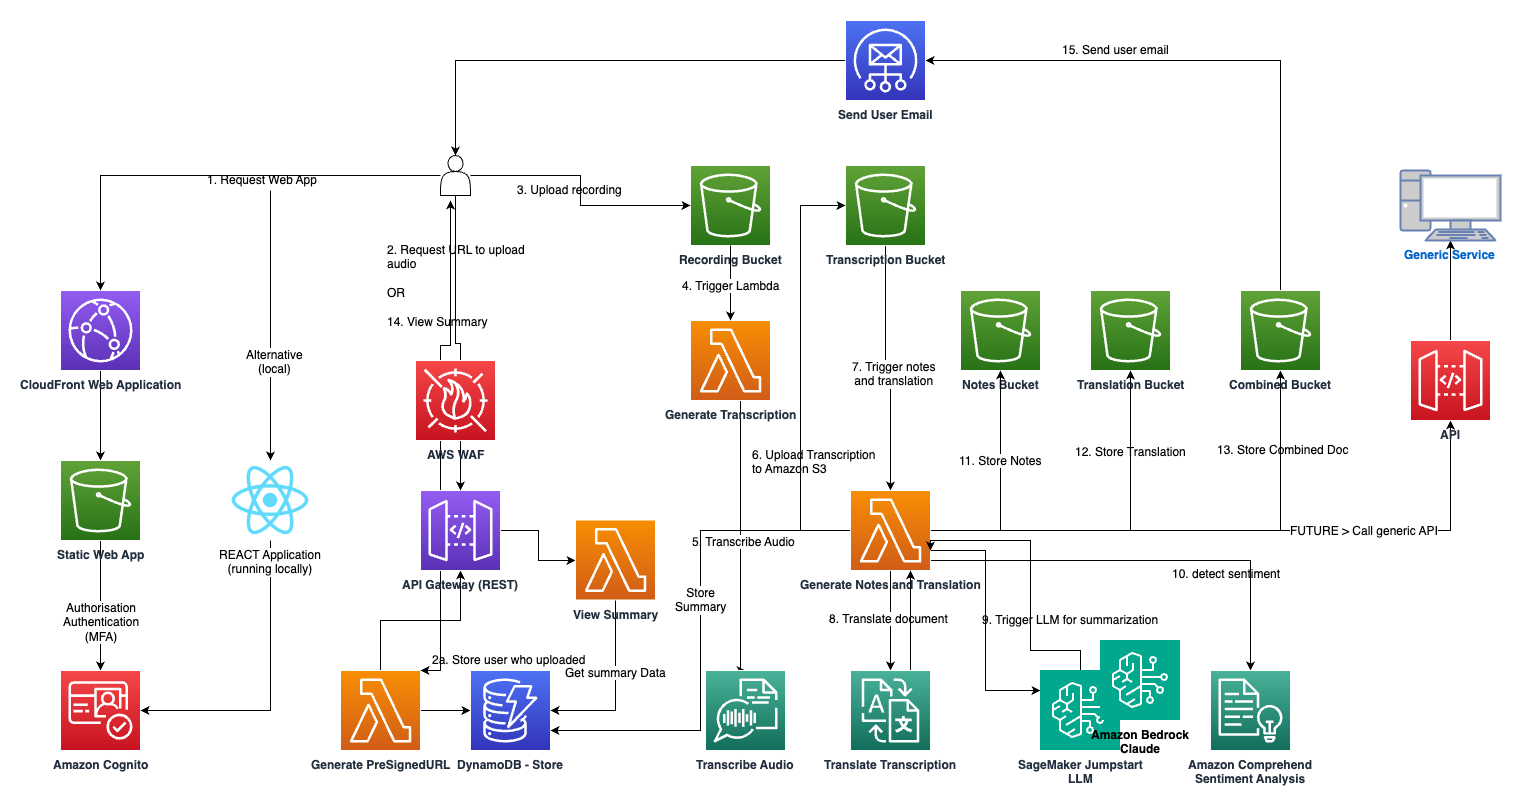 15. Send user email
Send User Email
1. Request Web App
3. Upload recording
2. Request URL to upload
audio
OR
14. View Summary
Recording Bucket
Transcription Bucket
Generic Service
4. Trigger Lambda
Alternative
(local)
CloudFront Web Application
7. Trigger notes
and translation
Notes Bucket
Translation Bucket
Combined Bucket
Generate Transcription
API
AWS WAF
6. Upload Transcription
to Amazon S3
11. Store Notes
12. Store Translation
13. Store Combined Doc
FUTURE > Call generic API
5. Transcribe Audio
Static Web App
REACT Application
(running locally)
API Gateway (REST)
Generate Notes and Translation
10. detect sentiment
Authorisation
Authentication
(MFA)
View Summary
Store
Summary
8. Translate document
9. Trigger LLM for summarization
2a. Store user who uploaded
Get summary Data
A
文
Amazon Bedrock
Claude
Amazon Cognito
Generate PreSignedURL
DynamoDB - Store
Transcribe Audio
Translate Transcription
SageMaker Jumpstart
LLM
Amazon Comprehend
Sentiment Analysis